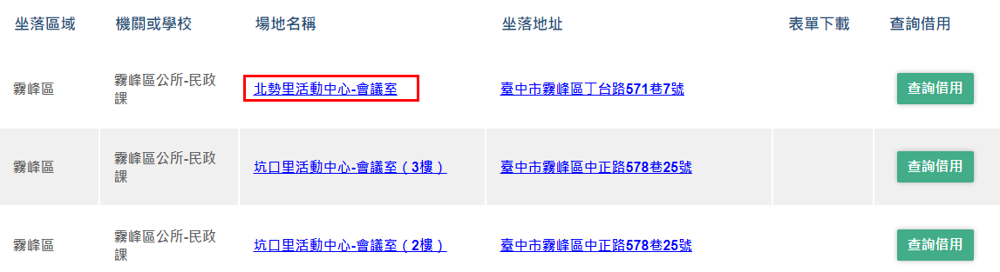 坐落區域 機關或學校 場地名稱 坐落地址 表單下載 查詢借用
霧峰區 霧峰區公所-民政課 北勢里活動中心-會議室 臺中市霧峰區丁台路571巷7號 查詢借用
霧峰區 霧峰區公所-民政課 坑口里活動中心-會議室（3樓） 臺中市霧峰區中正路578巷25號 查詢借用
霧峰區 霧峰區公所-民政課 坑口里活動中心-會議室（2樓） 臺中市霧峰區中正路578巷25號 查詢借用